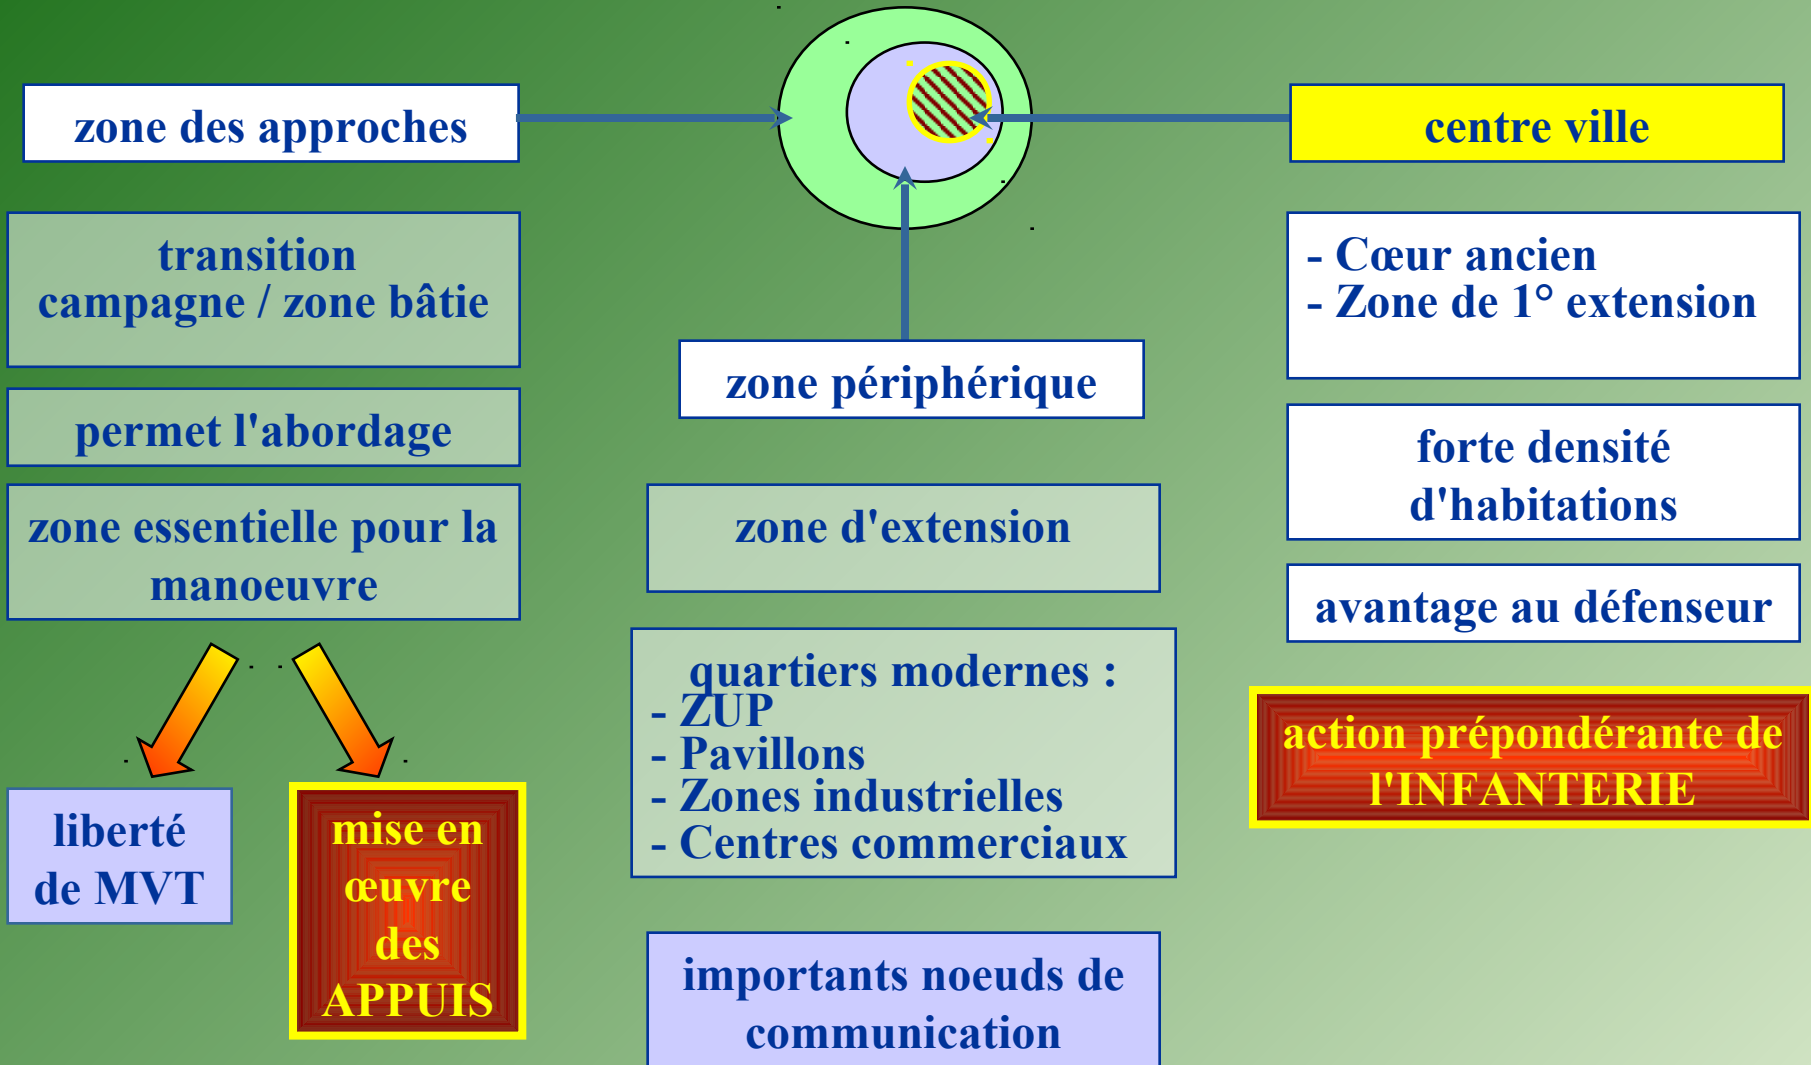 zone des approches
transition
campagne / zone bâtie
permet l'abordage
zone essentielle pour la
manoeuvre
liberté
de MVT
mise en
œuvre
des
APPUIS
zone périphérique
zone d'extension
quartiers modernes :
- ZUP
- Pavillons
- Zones industrielles
- Centres commerciaux
importants noeuds de
communication
centre ville
- Cœur ancien
- Zone de 1° extension
forte densité
d'habitations
avantage au défenseur
action prépondérante de
l'INFANTERIE